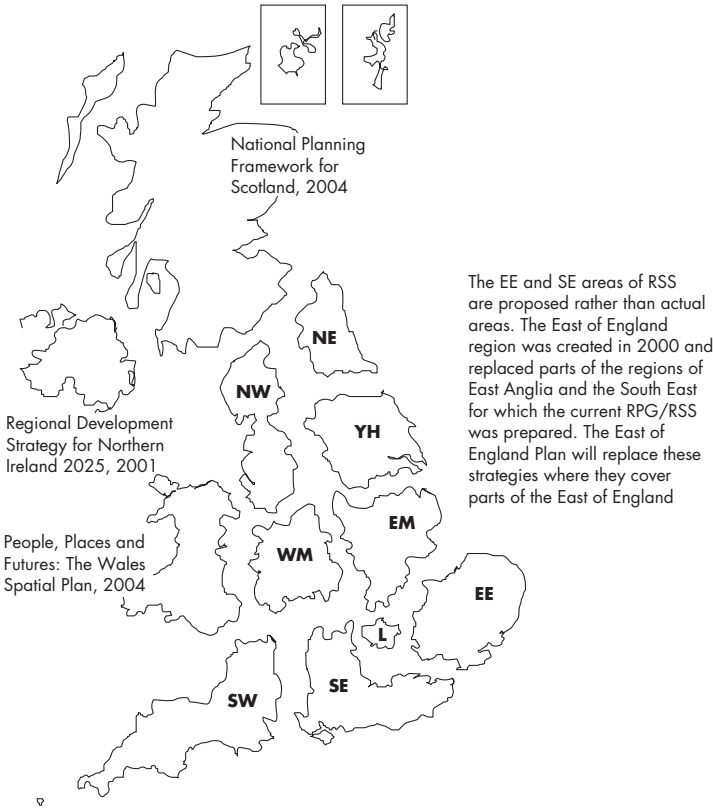 National Planning
Framework for
Scotland, 2004
The EE and SE areas of RSS
are proposed rather than actual
areas. The East of England
region was created in 2000 and
replaced parts of the regions of
East Anglia and the South East
for which the current RPG/RSS
was prepared. The East of
England Plan will replace these
strategies where they cover
parts of the East of England
NE
NW
YH
Regional Development
Strategy for Northern
Ireland 2025, 2001
EM
People, Places and
Futures: The Wales
Spatial Plan, 2004
WM
EE
L
SE
SW